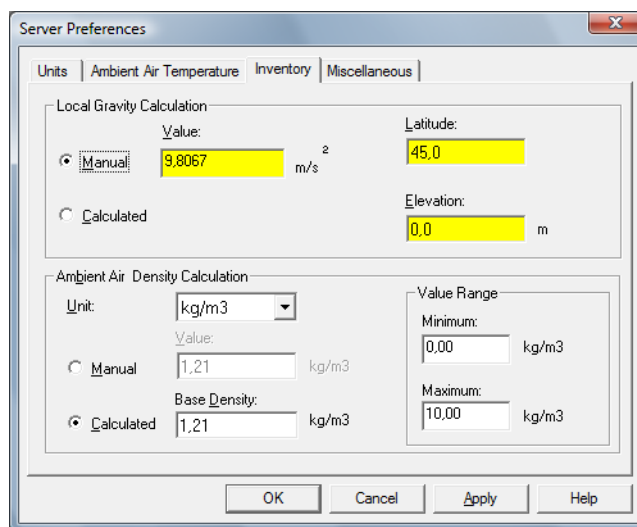 Server Preferences
Units Ambient Air Temperature Inventory Miscellaneous
Local Gravity Calculation
Value: Latitude:
Manual 9,8067 m/s 2 45,0
Calculated Elevation:
0,0 m
Ambient Air Density Calculation
Unit: kg/m3 Value Range
Value: Minimum:
Manual 1,21 kg/m3 0,00 kg/m3
Base Density: Maximum:
Calculated 1,21 kg/m3 10,00 kg/m3
OK Cancel Apply Help